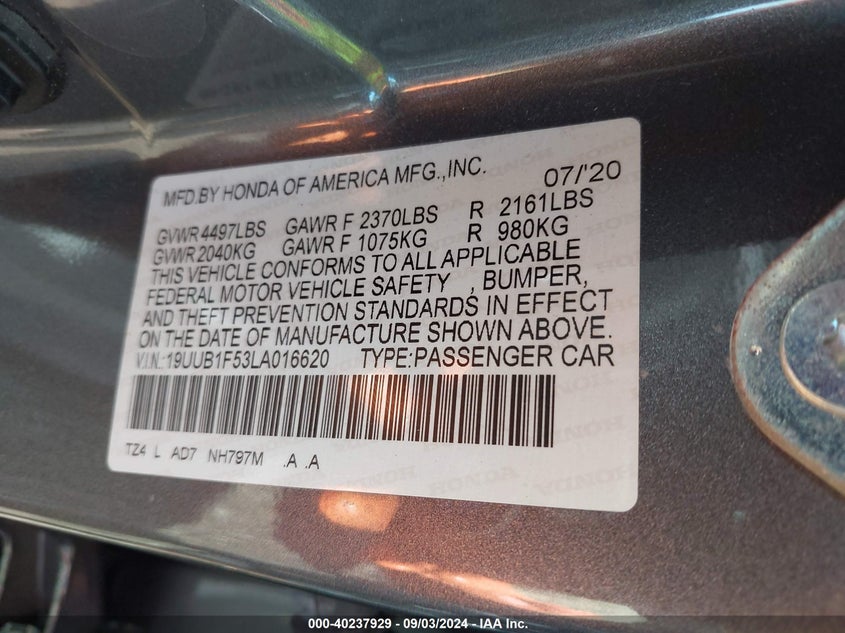 MFD.BY HONDA OF AMERICA MFG.,INC. 07/'20
GVWR 4497LBS GAWR F 2370LBS R 2161LBS
GVWR 2040KG GAWR F 1075KG R 980KG
THIS VEHICLE CONFORMS TO ALL APPLICABLE
FEDERAL MOTOR VEHICLE SAFETY , BUMPER,
AND THEFT PREVENTION STANDARDS IN EFFECT
ON THE DATE OF MANUFACTURE SHOWN ABOVE.
V.I.N.:19UUB1F53LA016620 TYPE:PASSENGER CAR
TZ4 L AD7 NH797M .A .A
HONDA
000-40237929 - 09/03/2024 - IAA Inc.